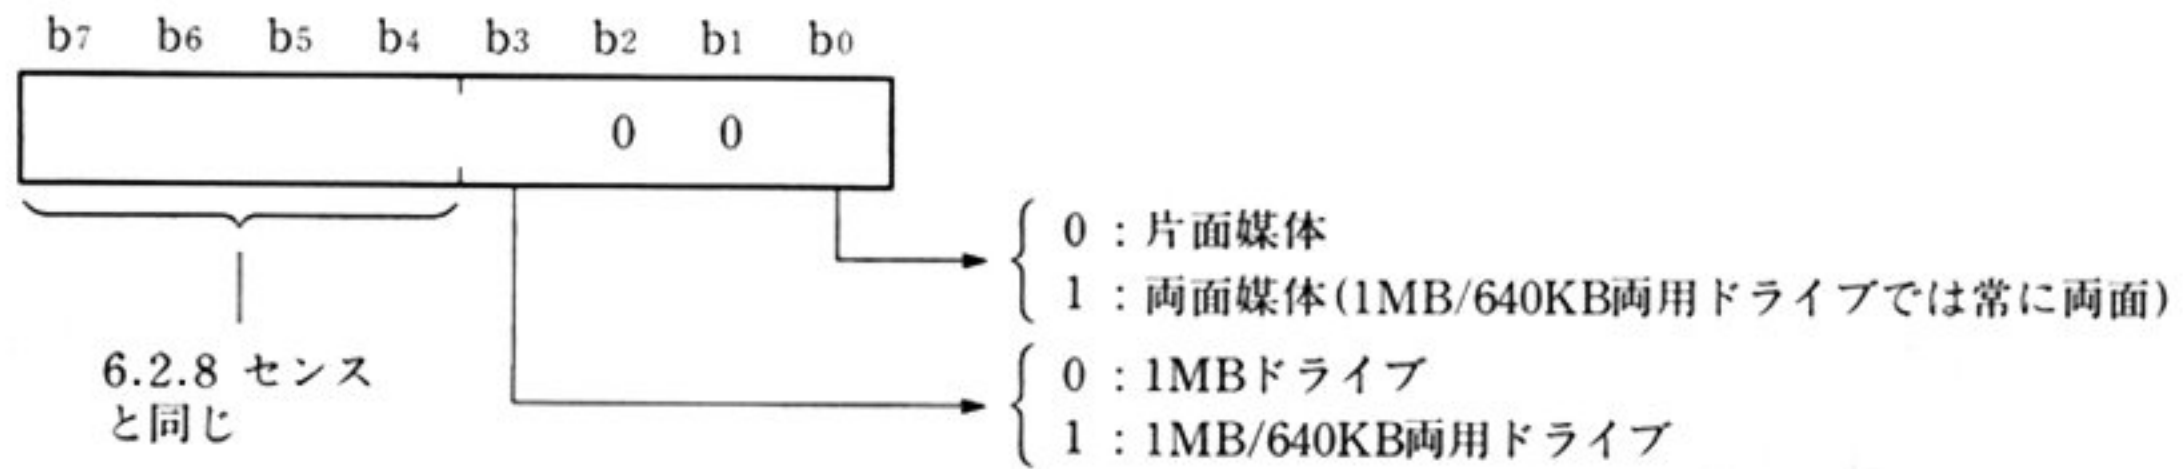 b7 b6 b5 b4 b3 b2 b1 b0
0 0
0 : 片面媒体
1 : 両面媒体(1MB/640KB両用ドライブでは常に両面)
6.2.8 センス
と同じ
0 : 1MBドライブ
1 : 1MB/640KB両用ドライブ